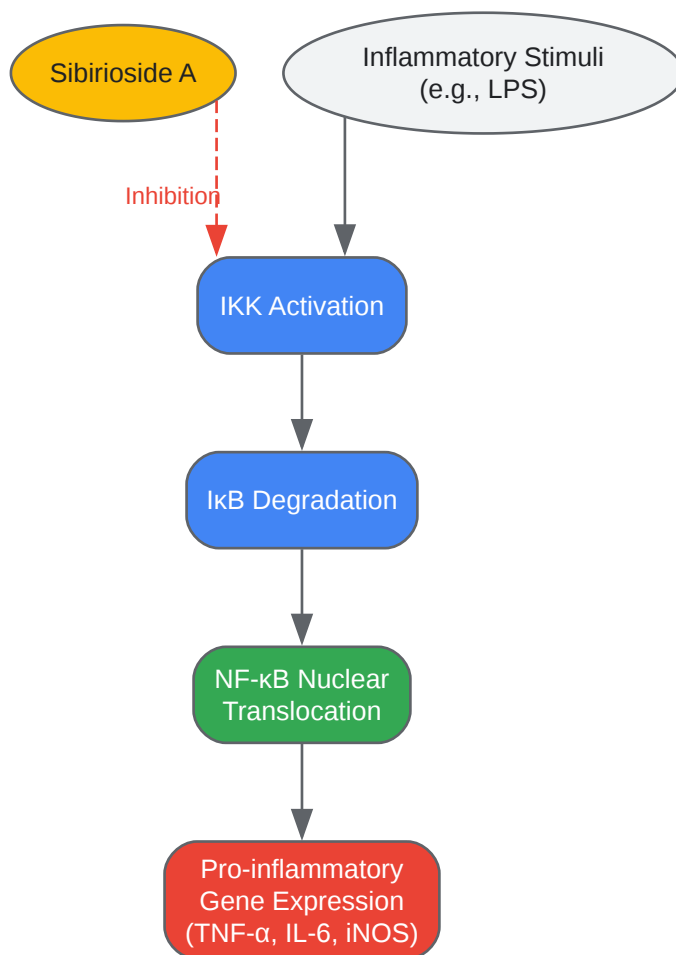 Sibirioside A
Inflammatory Stimuli
(e.g., LPS)
Inhibition
IKK Activation
IκB Degradation
NF-κB Nuclear
Translocation
Pro-inflammatory
Gene Expression
(TNF-α, IL-6, iNOS)